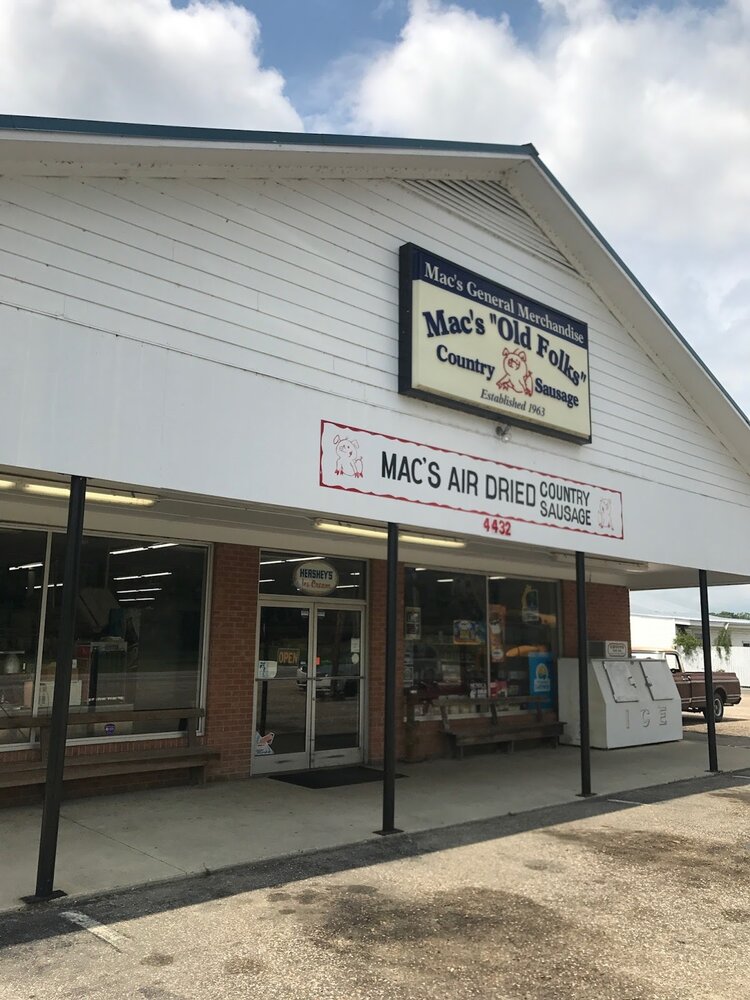 Mac's General Merchandise
Mac's "Old Folks"
Country Sausage
Established 1963
MAC'S AIR DRIED COUNTRY SAUSAGE
4432
HERSHEY'S
Ice Cream
OPEN
ICE